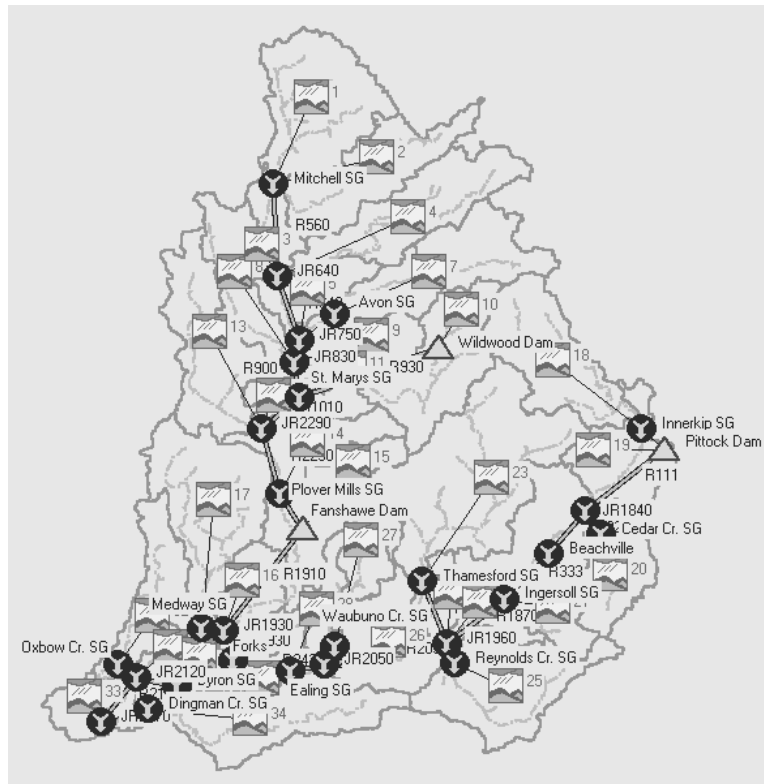 1
2
Mitchell SG
4
R560
3
8
JR640
7
5
Avon SG
10
13
9
JR750
Wildwood Dam
JR830
11
R930
18
R900
St. Marys SG
1010
Innerkip SG
JR2290
14
19
Pittock Dam
15
R111
23
17
Plover Mills SG
Fanshawe Dam
JR1840
Cedar Cr. SG
27
Beachville
R333
16
R1910
Thamesford SG
20
Ingersoll SG
Medway SG
Waubuno Cr. SG
R1870
JR1930
26
JR1960
Oxbow Cr. SG
Forks
JR2050
Reynolds Cr. SG
JR2120
Byron SG
Ealing SG
25
33
Dingman Cr. SG
34